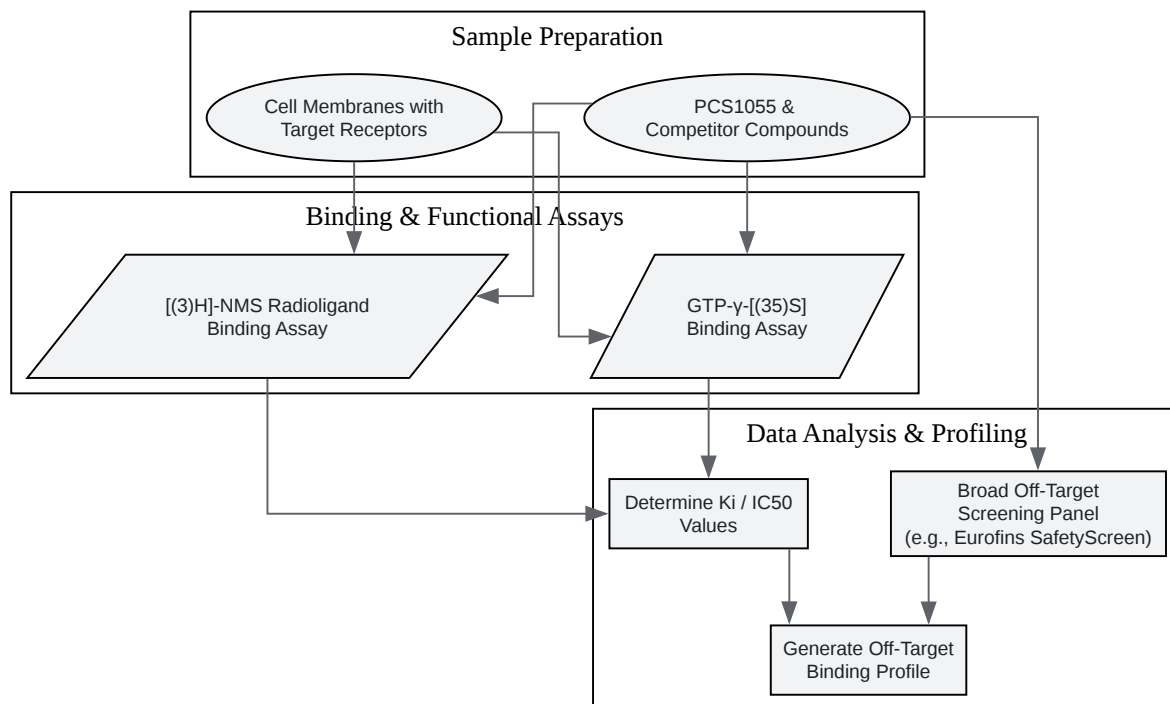 Sample Preparation
Cell Membranes with
Target Receptors
PCS1055 &
Competitor Compounds
Binding & Functional Assays
[(3)H]-NMS Radioligand
Binding Assay
GTP-γ-[(35)S]
Binding Assay
Data Analysis & Profiling
Determine Ki / IC50
Values
Broad Off-Target
Screening Panel
(e.g., Eurofins SafetyScreen)
Generate Off-Target
Binding Profile